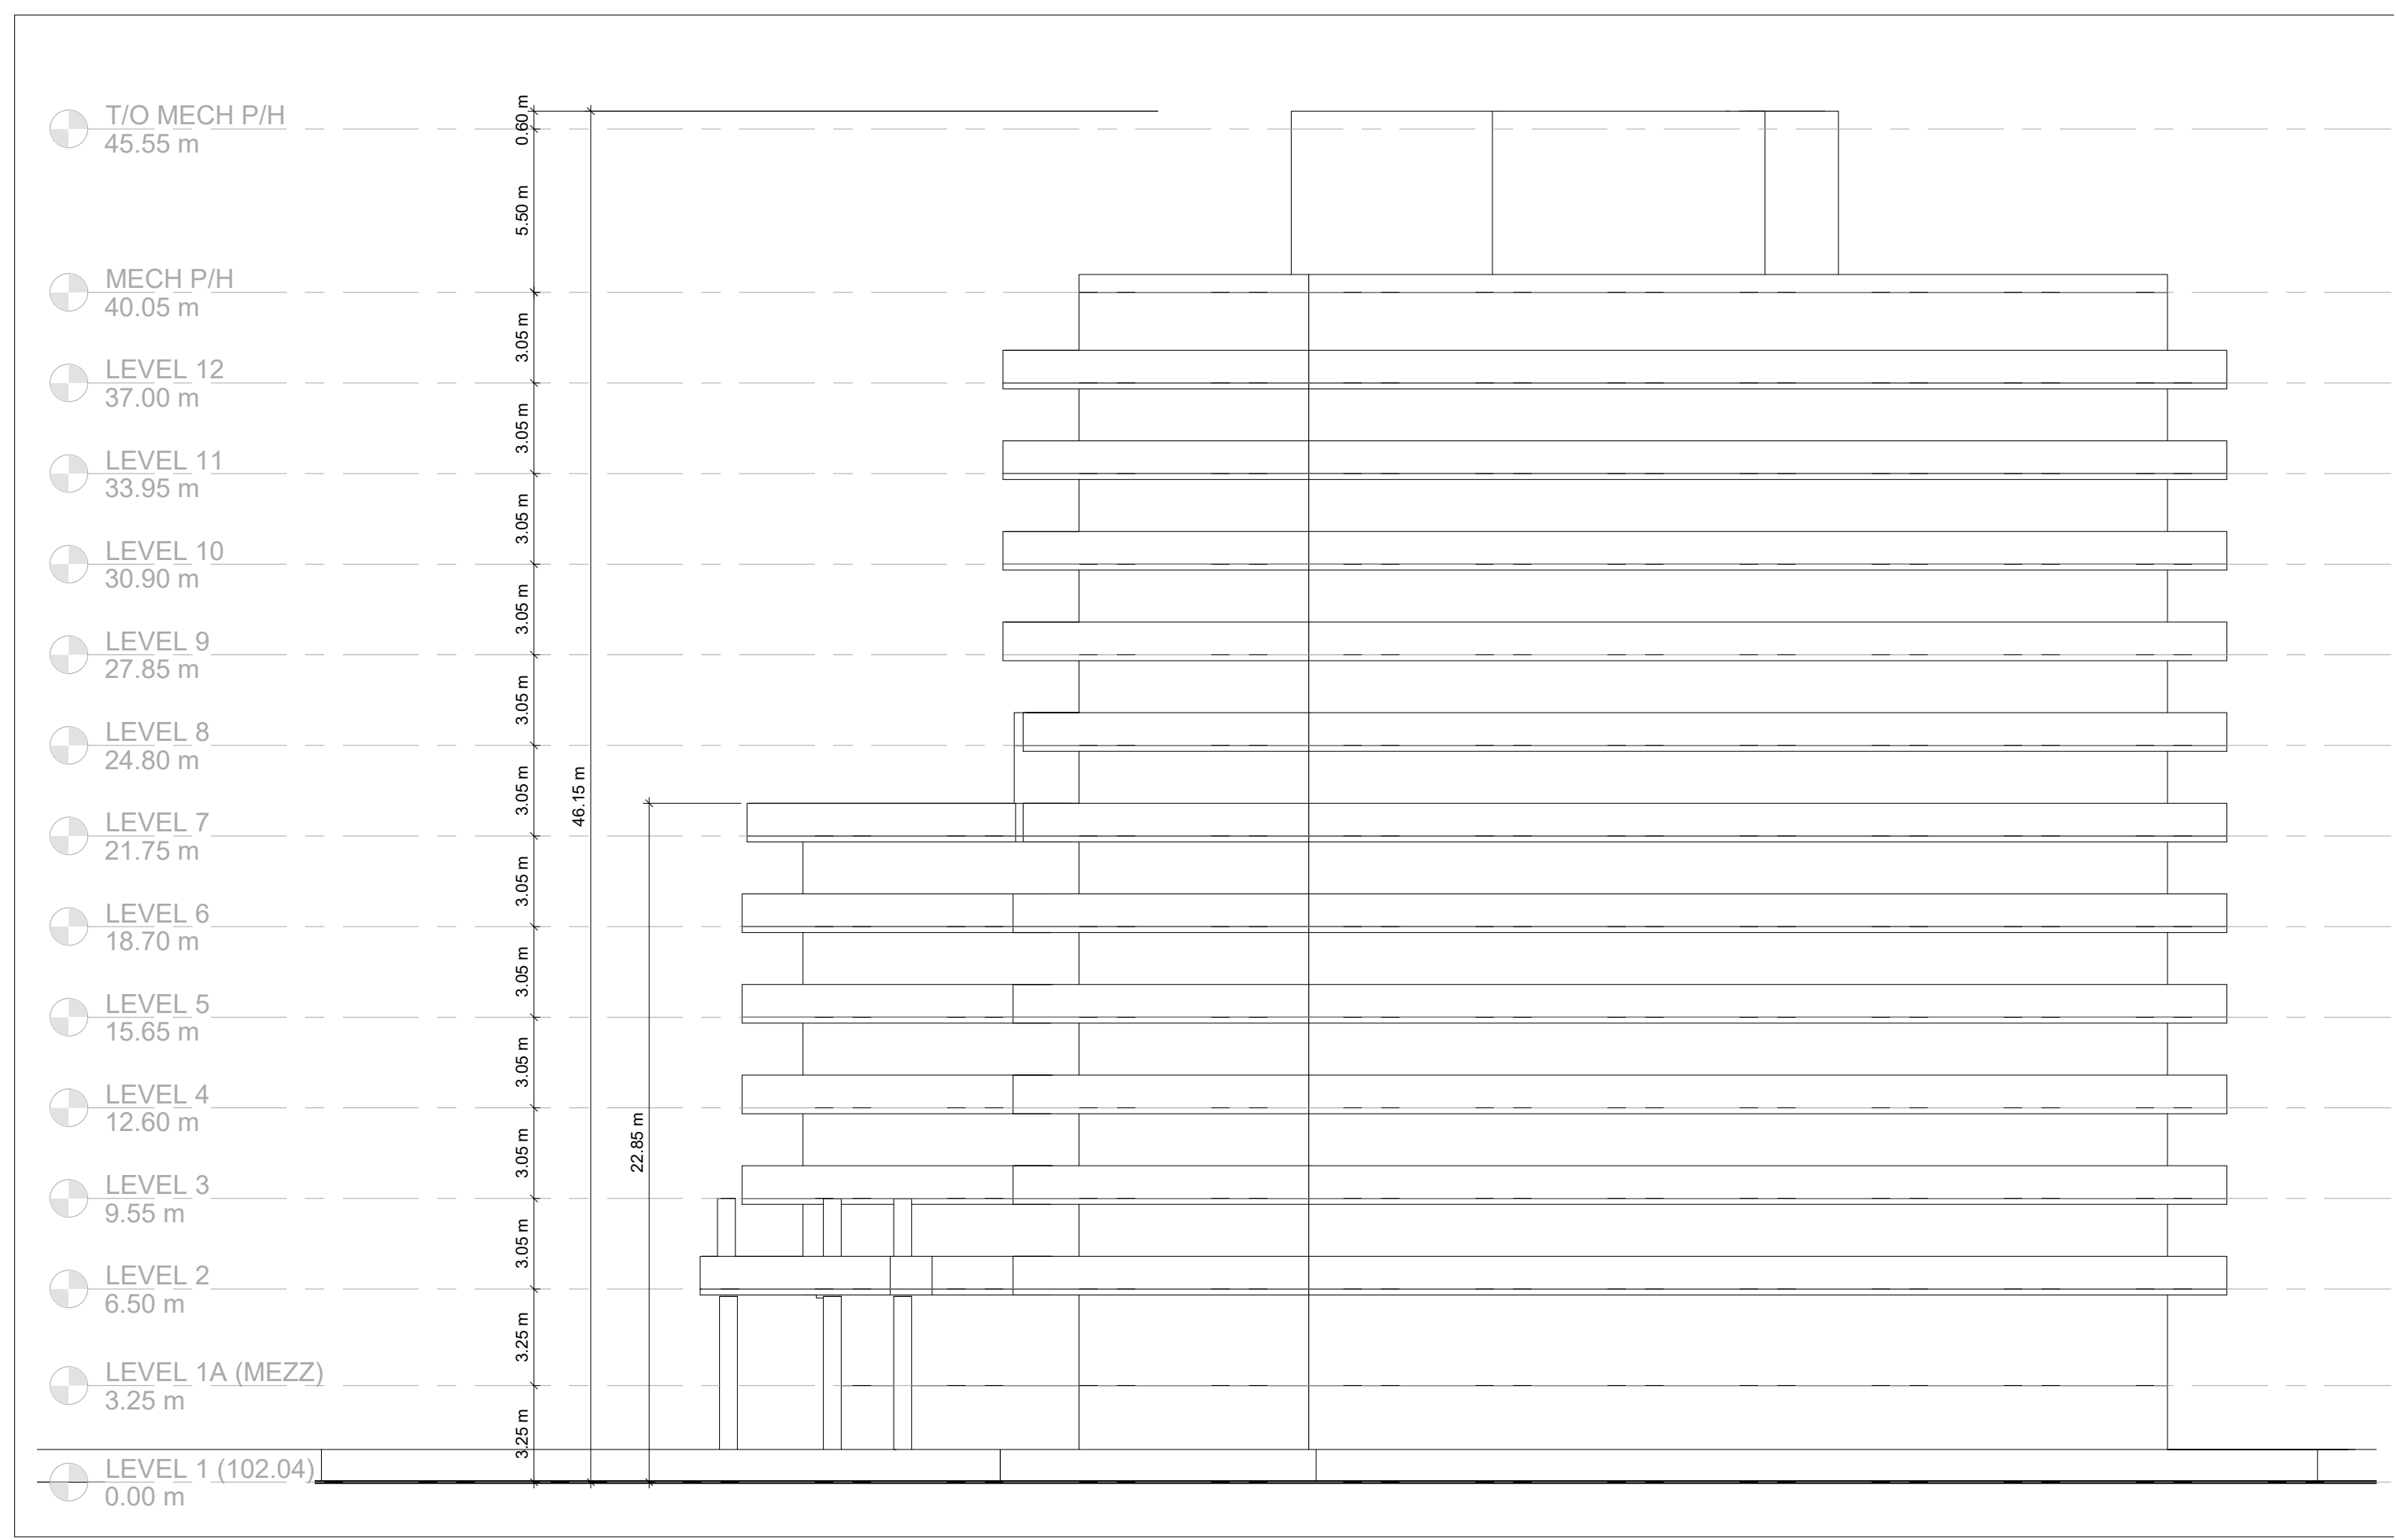 T/O MECH P/H
45.55 m
MECH P/H
40.05 m
LEVEL 12
37.00 m
LEVEL 11
33.95 m
LEVEL 10
30.90 m
LEVEL 9
27.85 m
LEVEL 8
24.80 m
LEVEL 7
21.75 m
LEVEL 6
18.70 m
LEVEL 5
15.65 m
LEVEL 4
12.60 m
LEVEL 3
9.55 m
LEVEL 2
6.50 m
LEVEL 1A (MEZZ)
3.25 m
LEVEL 1 (102.04)
0.00 m
0.60 m
5.50 m
3.05 m
3.05 m
3.05 m
3.05 m
3.05 m
3.05 m
3.05 m
3.05 m
3.05 m
3.05 m
3.05 m
3.25 m
3.25 m
46.15 m
22.85 m